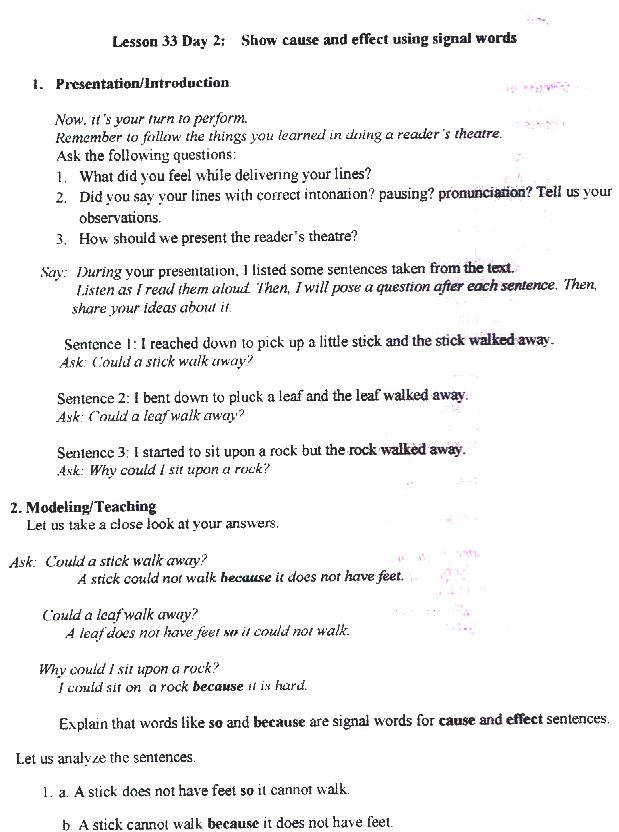 Lesson 33 Day 2: Show cause and effect using signal words
1. Presentation/Introduction
Now, it's your turn to perform.
Remember to follow the things you learned in doing a reader's theatre.
Ask the following questions:
1. What did you feel while delivering your lines?
2. Did you say your lines with correct intonation? pausing? pronunciation? Tell us your
observations.
3. How should we present the reader's theatre?
Say: During your presentation, I listed some sentences taken from the text.
Listen as I read them aloud. Then, I will pose a question after each sentence. Then,
share your ideas about it.
Sentence 1: I reached down to pick up a little stick and the stick walked away.
Ask: Could a stick walk away?
Sentence 2: I bent down to pluck a leaf and the leaf walked away.
Ask: Could a leaf walk away?
Sentence 3: I started to sit upon a rock but the rock walked away.
Ask: Why could I sit upon a rock?
2. Modeling/Teaching
Let us take a close look at your answers.
Ask: Could a stick walk away?
A stick could not walk because it does not have feet.
Could a leaf walk away?
A leaf does not have feet so it could not walk.
Why could I sit upon a rock?
I could sit on a rock because it is hard.
Explain that words like so and because are signal words for cause and effect sentences.
Let us analyze the sentences.
1. a. A stick does not have feet so it cannot walk.
b. A stick cannot walk because it does not have feet.